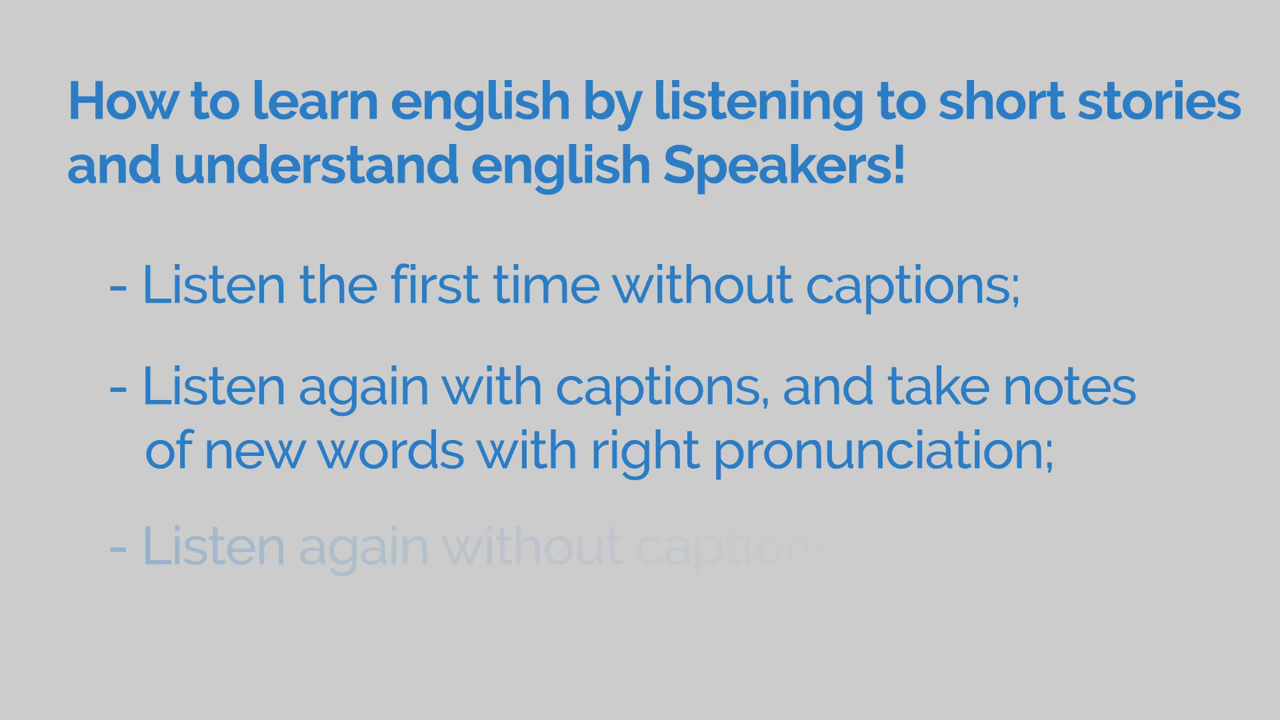 How to learn english by listening to short stories
and understand english Speakers!
- Listen the first time without captions;
- Listen again with captions, and take notes
of new words with right pronunciation;
- Listen again without captions